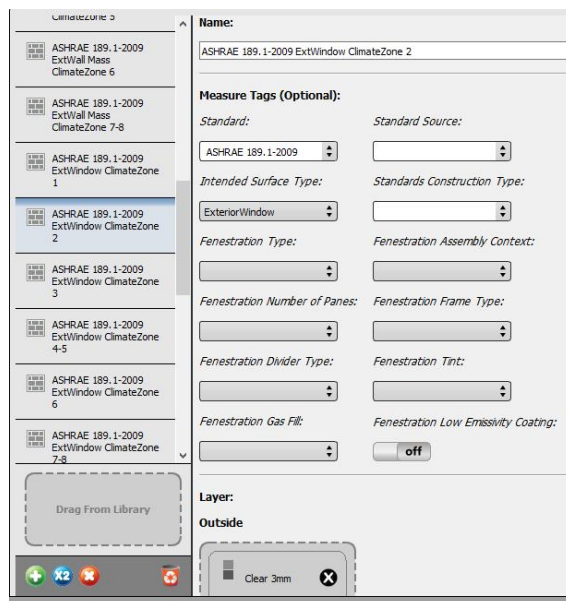 ClimateZone 5
ASHRAE 189.1-2009
ExtWall Mass
ClimateZone 6
ASHRAE 189.1-2009
ExtWall Mass
ClimateZone 7-8
ASHRAE 189.1-2009
ExtWindow ClimateZone
1
ASHRAE 189.1-2009
ExtWindow ClimateZone
2
ASHRAE 189.1-2009
ExtWindow ClimateZone
3
ASHRAE 189.1-2009
ExtWindow ClimateZone
4-5
ASHRAE 189.1-2009
ExtWindow ClimateZone
6
ASHRAE 189.1-2009
ExtWindow ClimateZone
7-8
Drag From Library
X2
Name:
ASHRAE 189.1-2009 ExtWindow ClimateZone 2
Measure Tags (Optional):
Standard: Standard Source:
ASHRAE 189.1-2009
Intended Surface Type: Standards Construction Type:
ExteriorWindow
Fenestration Type: Fenestration Assembly Context:
Fenestration Number of Panes: Fenestration Frame Type:
Fenestration Divider Type: Fenestration Tint:
Fenestration Gas Fill: Fenestration Low Emissivity Coating:
off
Layer:
Outside
Clear 3mm